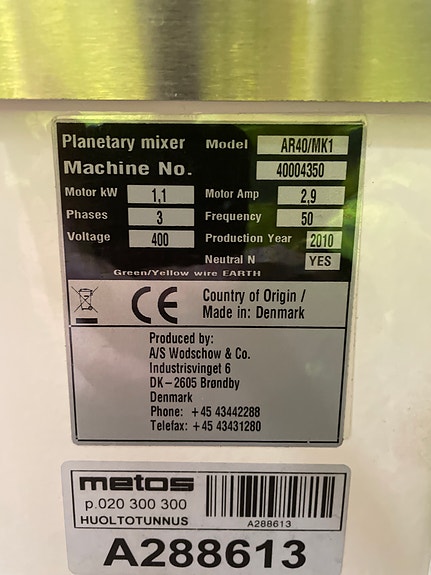 Planetary mixer Model AR40/MK1
Machine No. 40004350
Motor kW 1,1 Motor Amp 2,9
Phases 3 Frequency 50
Voltage 400 Production Year 2010
Neutral N YES
Green/Yellow wire EARTH
CE Country of Origin /
Made in: Denmark
Produced by:
A/S Wodschow & Co.
Industrisvinget 6
DK-2605 Brøndby
Denmark
Phone: +45 43442288
Telefax: +45 43431280
metos
p.020 300 300
HUOLTOTUNNUS A288613
A288613